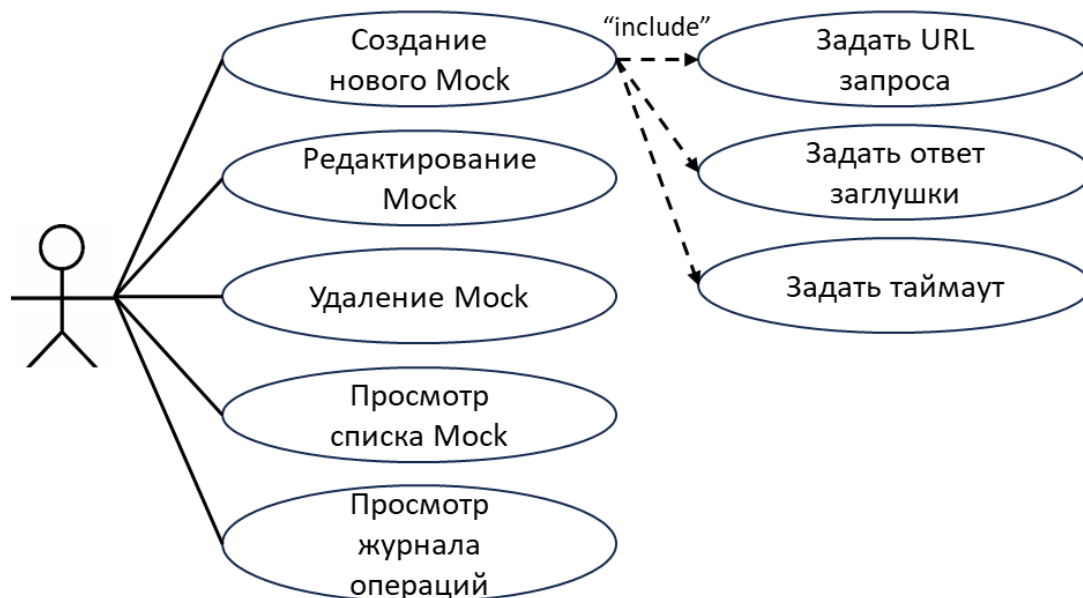 Создание
нового Mock
“include”
Задать URL
запроса
Редактирование
Mock
Задать ответ
заглушки
Удаление Mock
Задать таймаут
Просмотр
списка Mock
Просмотр
журнала
операций